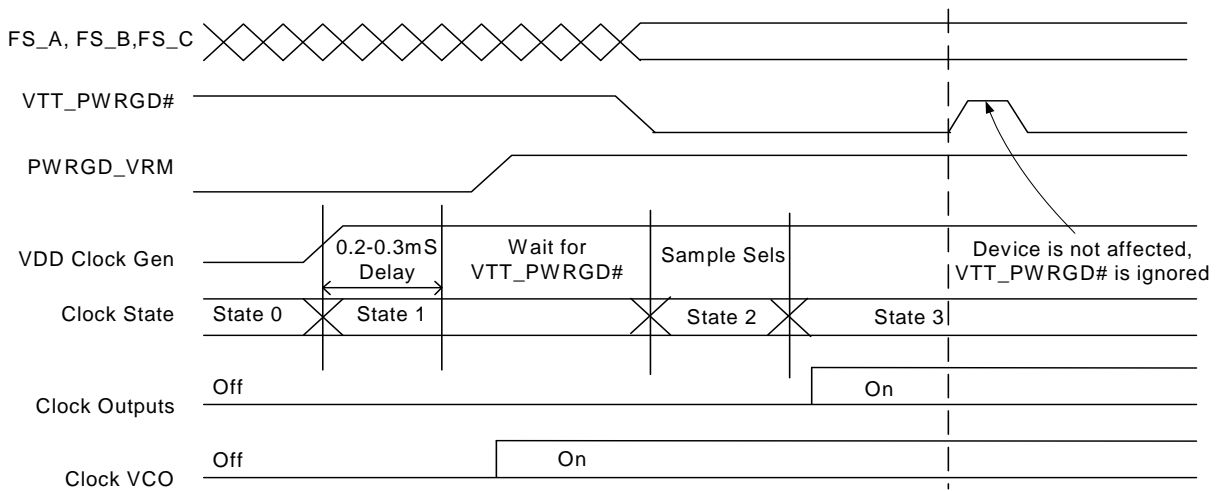 FS_A, FS_B,FS_C
VTT_PWRGD#
PWRGD_VRM
VDD Clock Gen
0.2-0.3mS
Delay
Wait for
VTT_PWRGD#
Sample Sels
Device is not affected,
VTT_PWRGD# is ignored
Clock State
State 0
State 1
State 2
State 3
Clock Outputs
Off
On
Clock VCO
Off
On